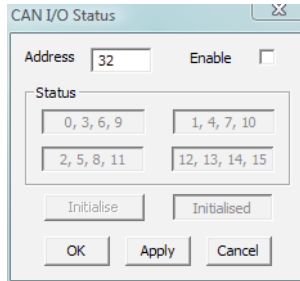 CAN I/O Status
Address 32 Enable
Status
0, 3, 6, 9 1, 4, 7, 10
2, 5, 8, 11 12, 13, 14, 15
Initialise Initialised
OK Apply Cancel